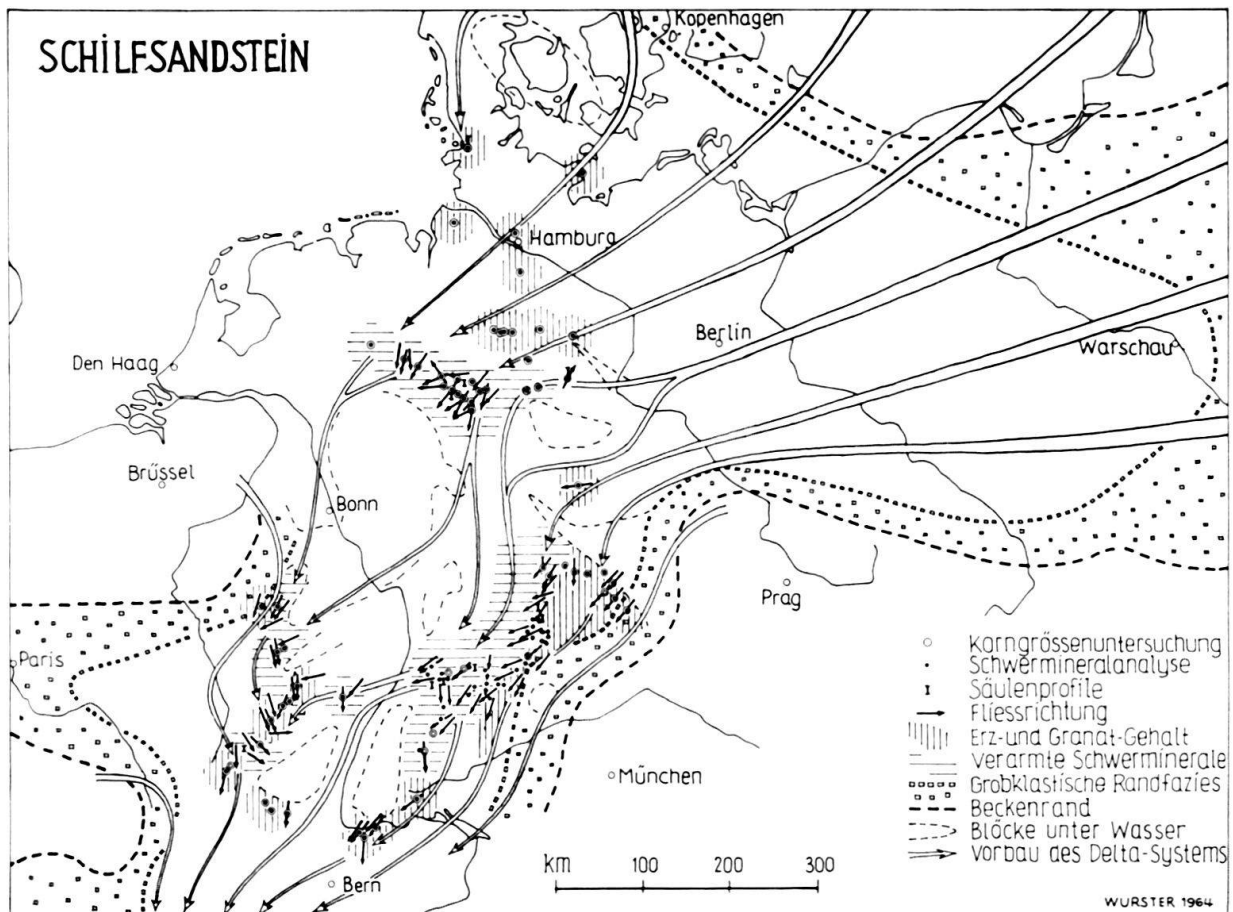 SCHILFSANDSTEIN
Kopenhagen
Hamburg
Berlin
Den Haag
Warschau
Brüssel
Bonn
Prag
Paris
München
Bern
Korngrössenuntersuchung
Schwermineralanalyse
Säulenprofile
Fliessrichtung
Erz-und Granat-Gehalt
verarmte Schwerminerale
Grobklastische Randfazies
Beckenrand
Blöcke unter Wasser
Vorbau des Delta-Systems
km 100 200 300
WURSTER 1964